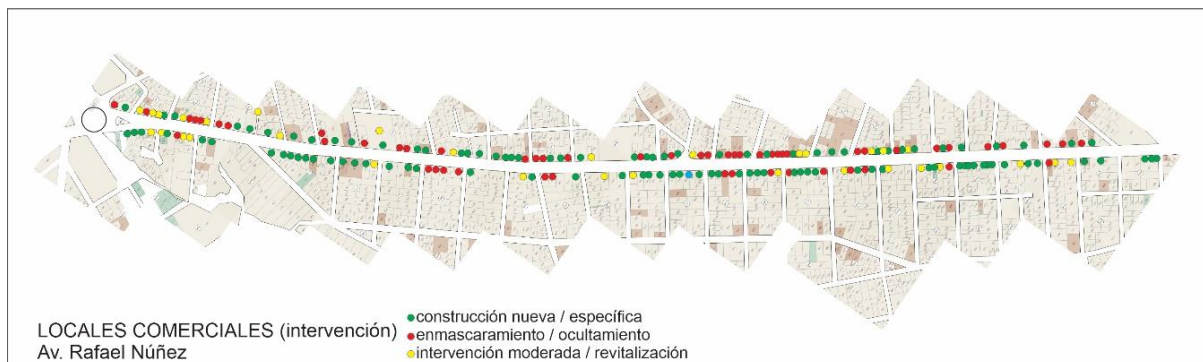 LOCALES COMERCIALES (intervención)
Av. Rafael Núñez
construcción nueva / específica
enmascaramiento / ocultamiento
intervención moderada / revitalización